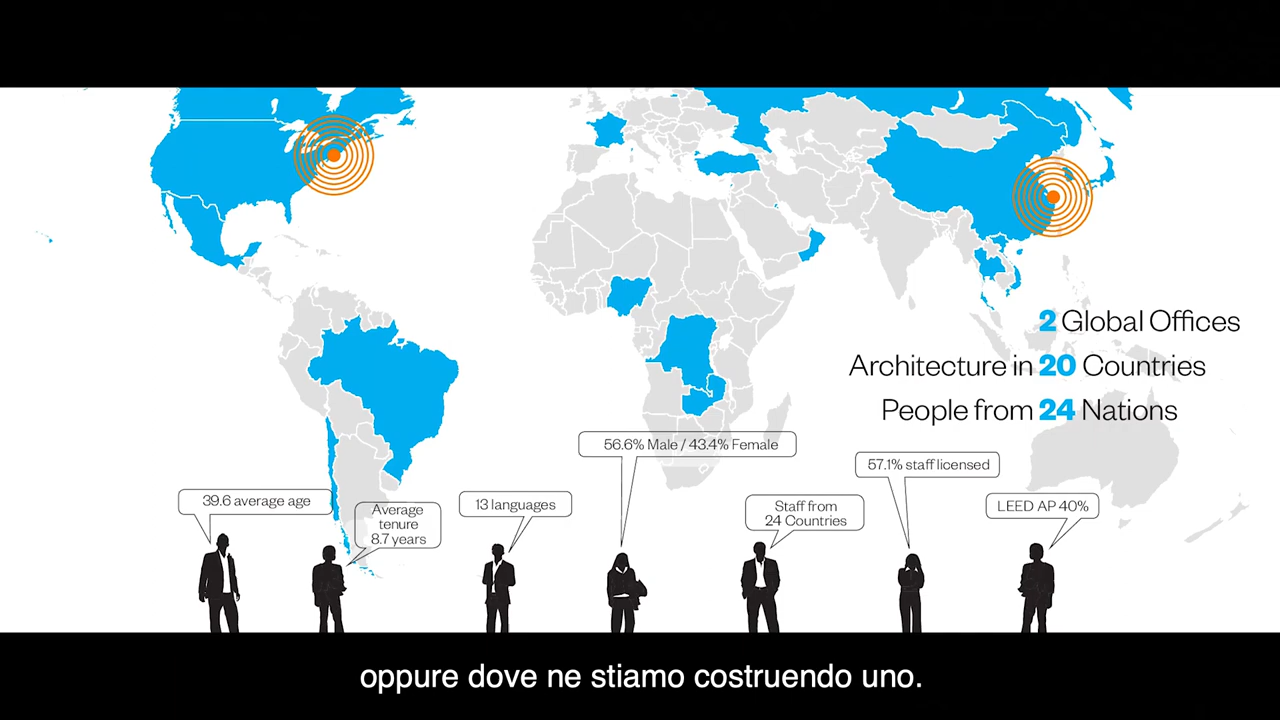 2 Global Offices
Architecture in 20 Countries
People from 24 Nations
56.6% Male / 43.4% Female
57.1% staff licensed
39.6 average age
Average
tenure
8.7 years
13 languages
Staff from
24 Countries
LEED AP 40%
oppure dove ne stiamo costruendo uno.